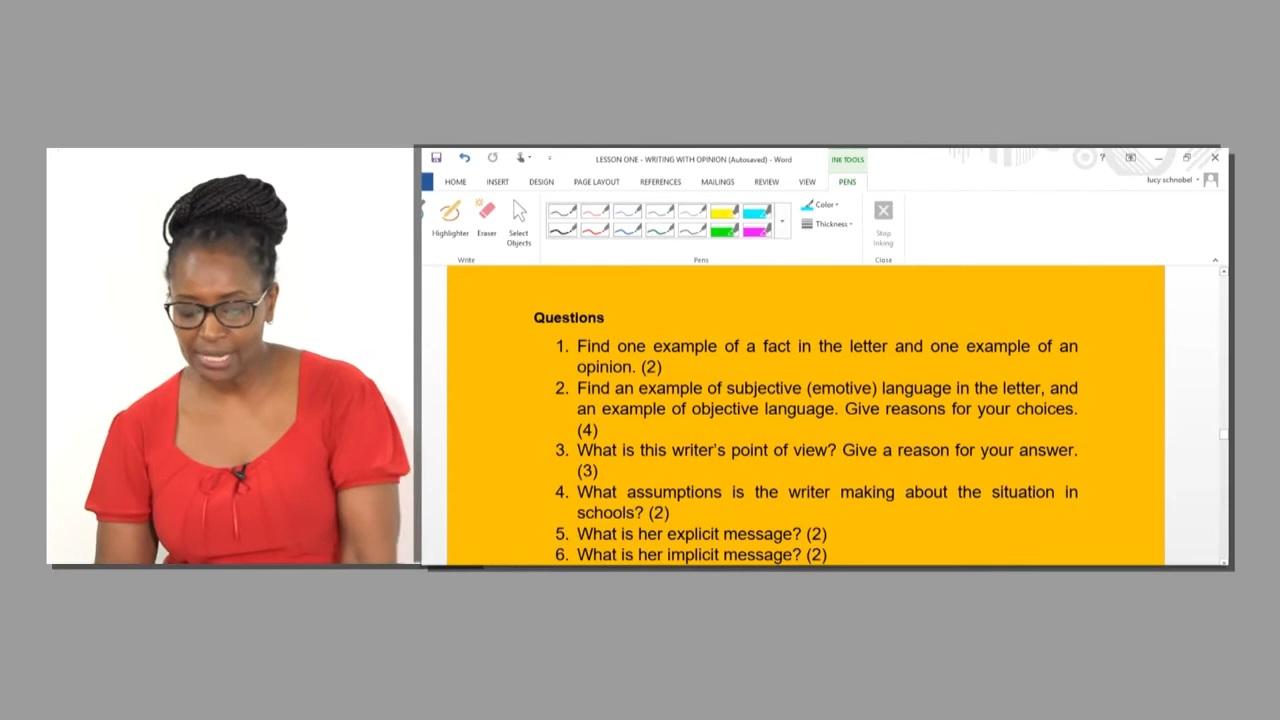 LESSON ONE - WRITING WITH OPINION (Autosaved) - Word
INK TOOLS
?
HOME INSERT DESIGN PAGE LAYOUT REFERENCES MAILINGS REVIEW VIEW PENS
lucy schnobel
Highlighter
Eraser
Select
Objects
Color
Thickness
Stop
Inking
Write
Pens
Close
Questions
1. Find one example of a fact in the letter and one example of an
opinion. (2)
2. Find an example of subjective (emotive) language in the letter, and
an example of objective language. Give reasons for your choices.
(4)
3. What is this writer's point of view? Give a reason for your answer.
(3)
4. What assumptions is the writer making about the situation in
schools? (2)
5. What is her explicit message? (2)
6. What is her implicit message? (2)